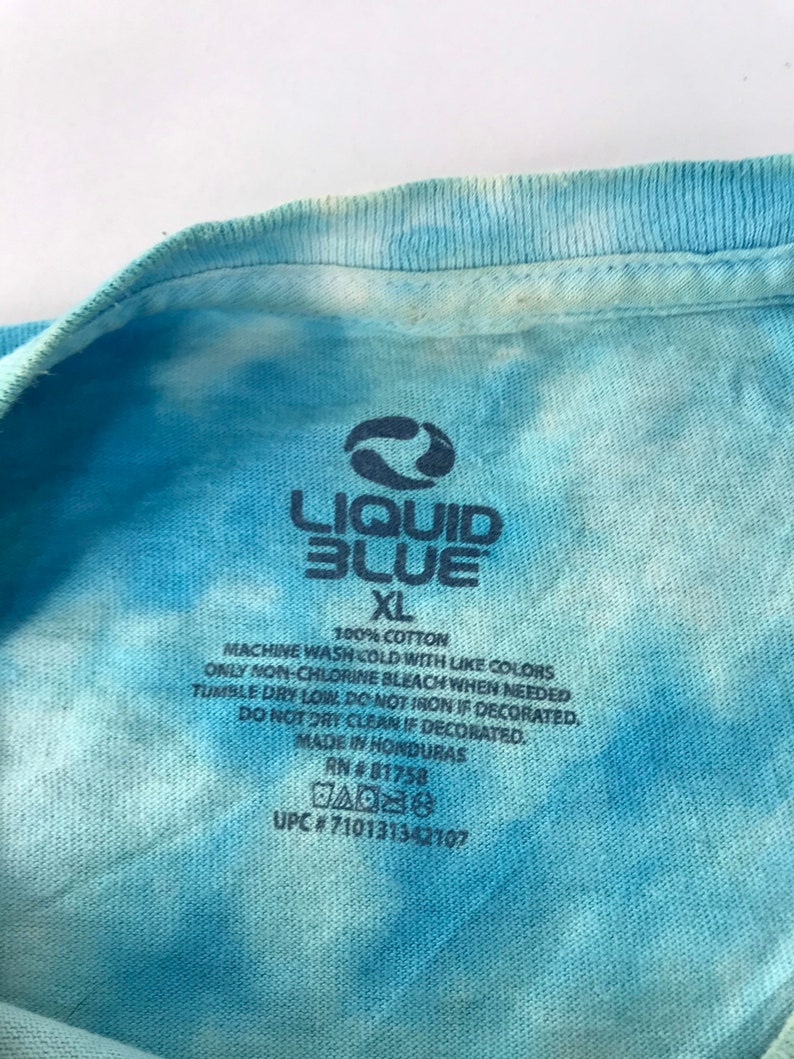 LIQUID
BLUE
XL
100% COTTON
MACHINE WASH COLD WITH LIKE COLORS
ONLY NON-CHLORINE BLEACH WHEN NEEDED
TUMBLE DRY LOW. DO NOT IRON IF DECORATED.
DO NOT DRY CLEAN IF DECORATED.
MADE IN HONDURAS
RN # 81758
UPC # 710131342107